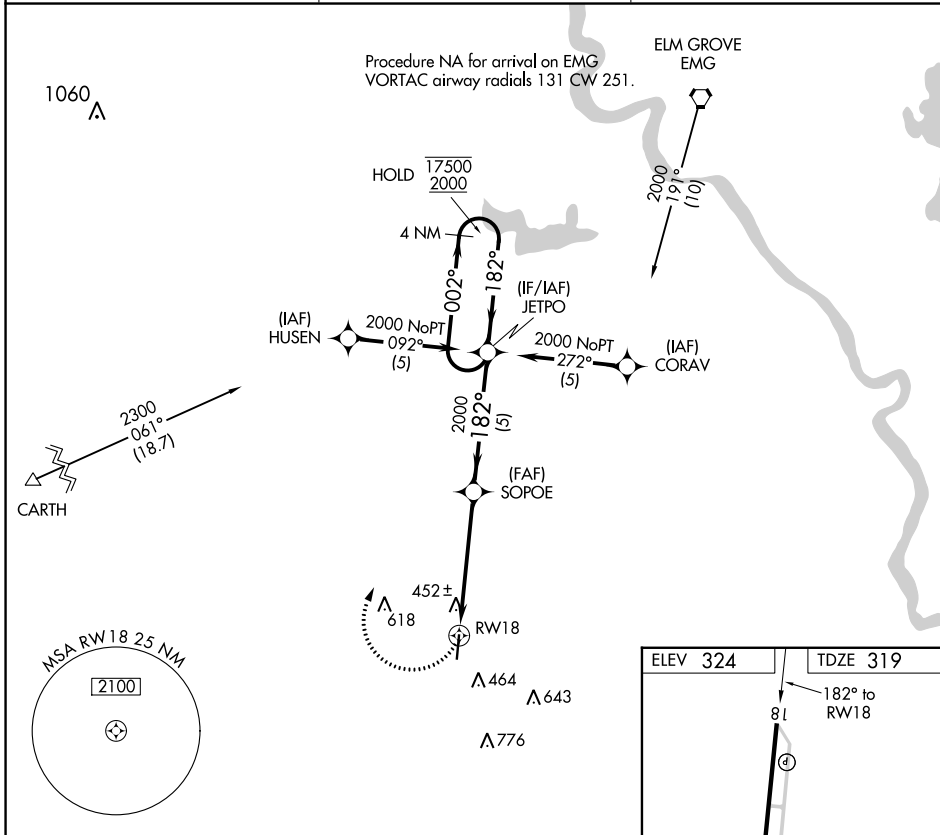 Procedure NA for arrival on EMG
VORTAC airway radials 131 CW 251.
ELM GROVE
EMG
1060
2000
191°
(10)
HOLD
17500
2000
4 NM
002°
182°
(IF/IAF)
JETPO
(IAF)
HUSEN
2000 NoPT
092°
(5)
2000 NoPT
272°
(5)
(IAF)
CORAV
2300
061°
(18.7)
CARTH
2000
182°
(5)
(FAF)
SOPOE
452±
618
RW18
464
643
776
MSA RW18 25 NM
2100
ELEV 324
TDZE 319
182° to
RW18
18
P